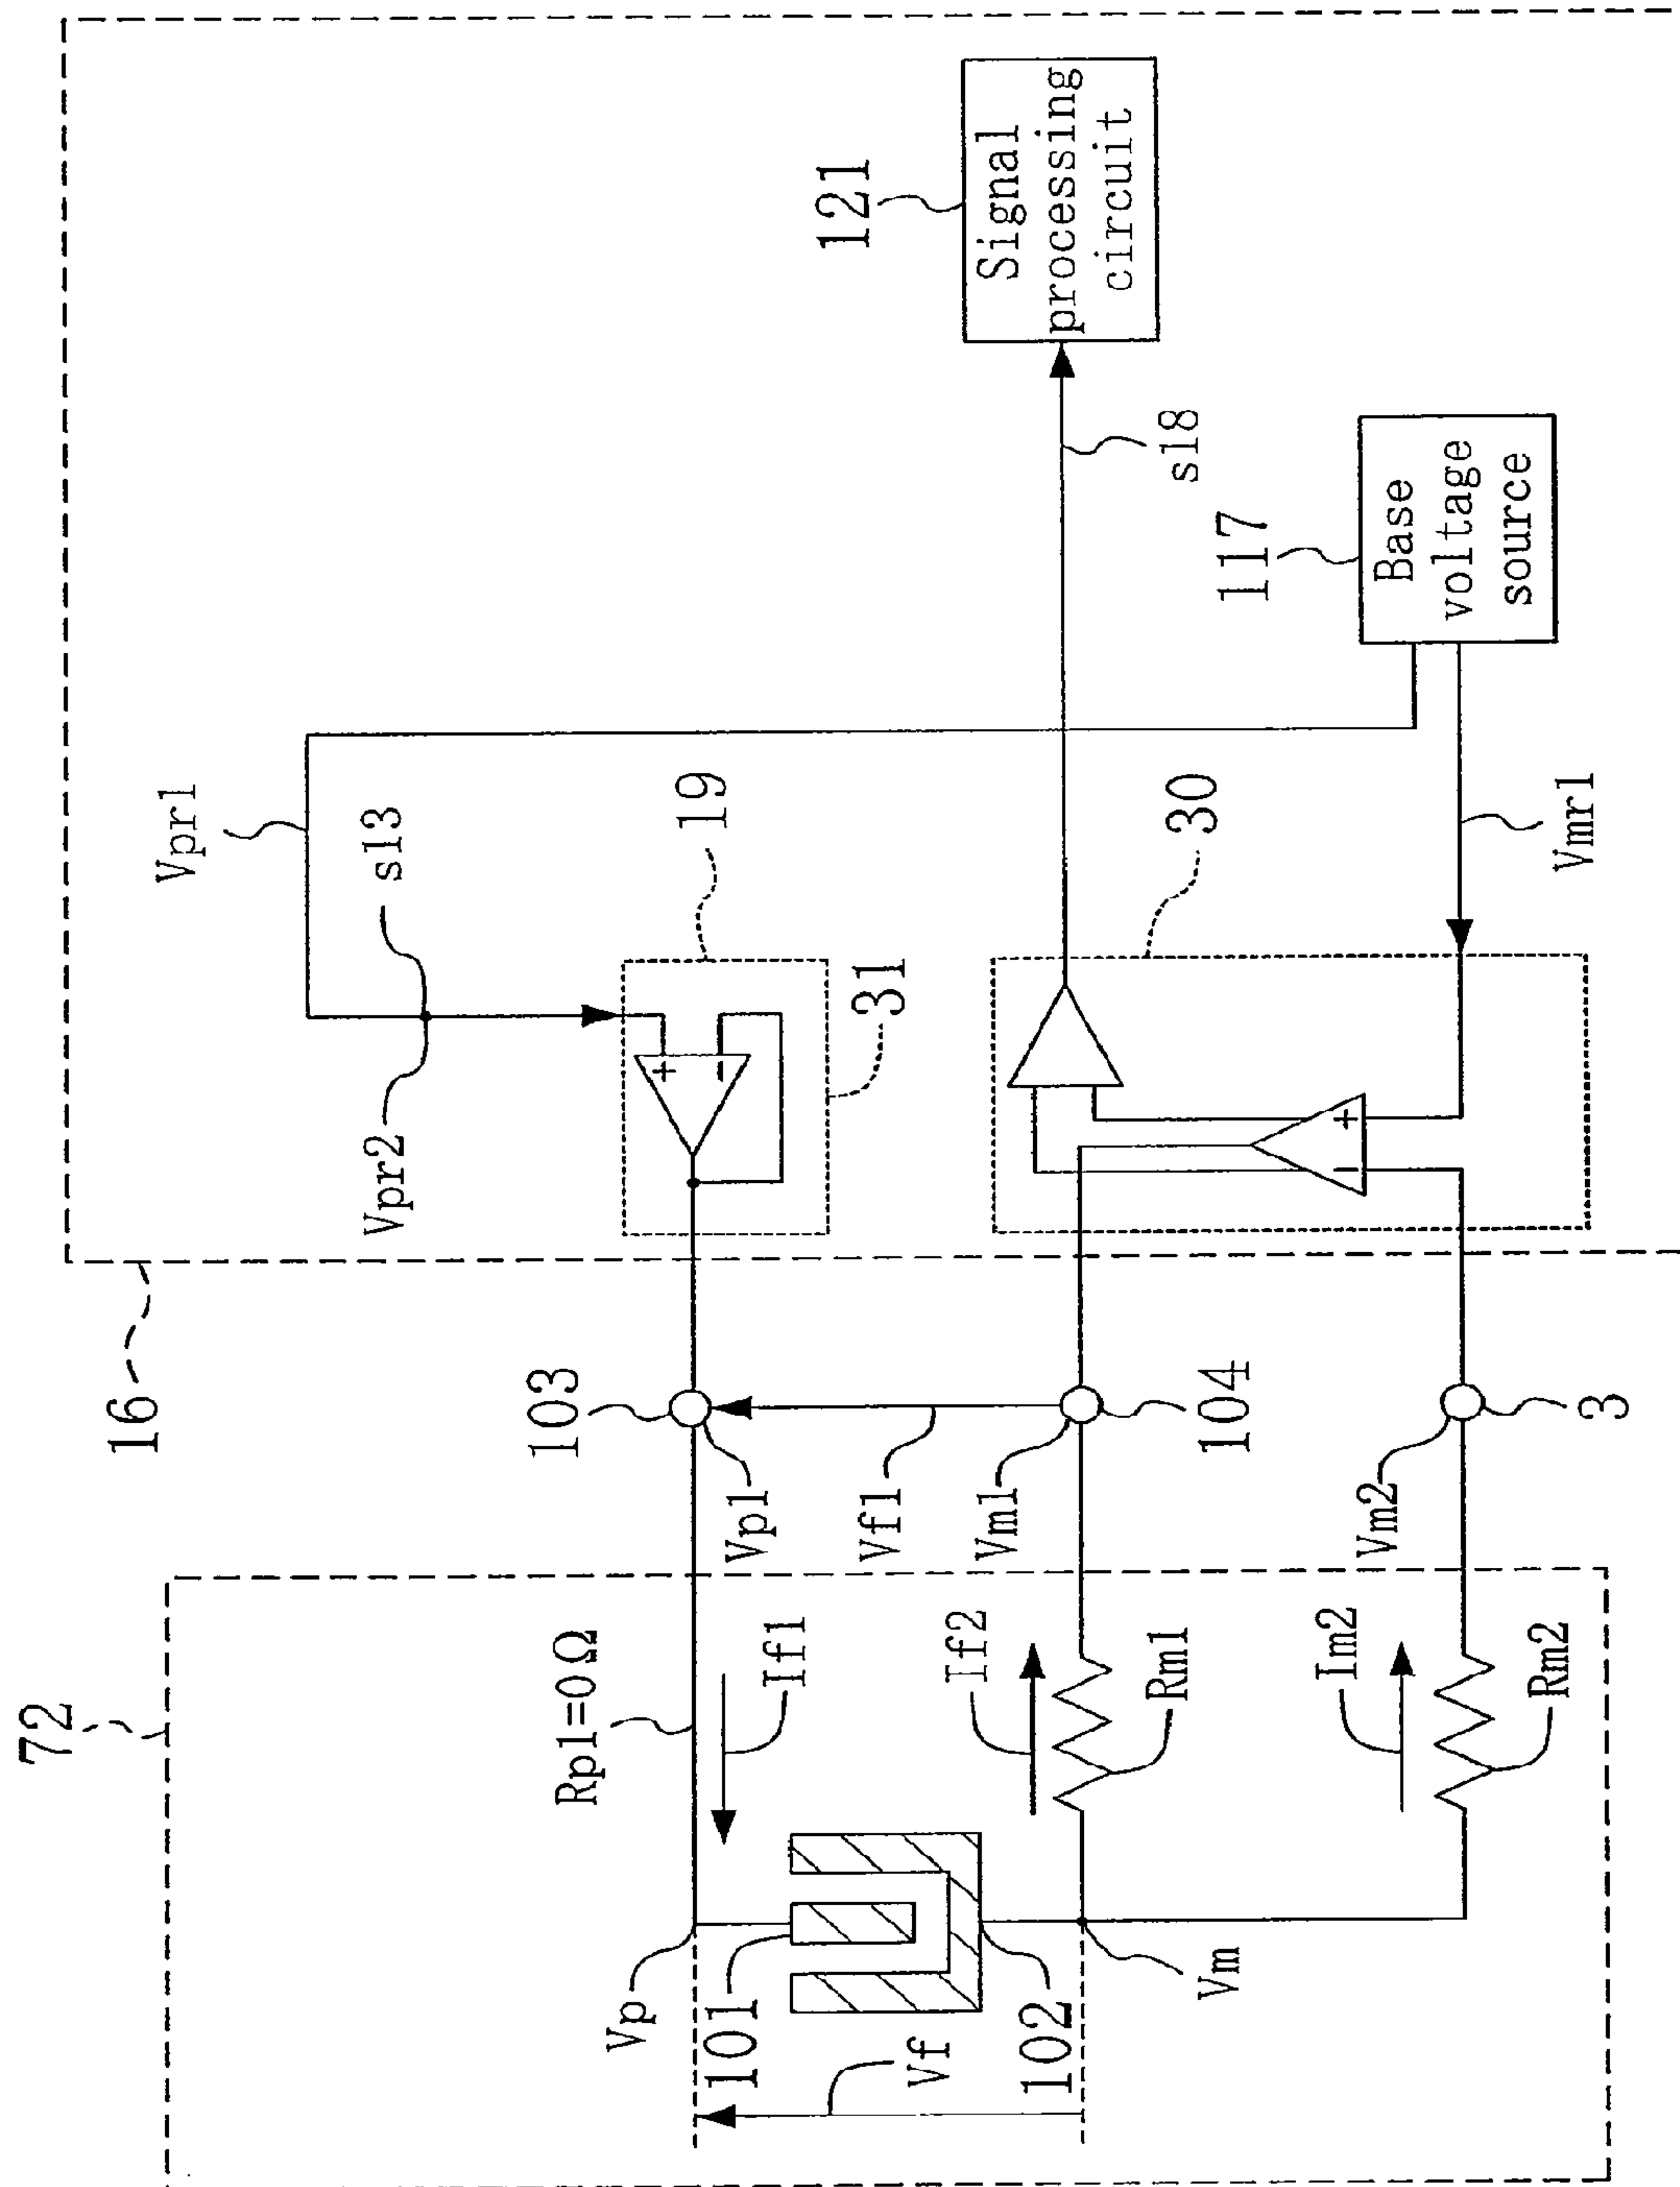 72
16
Vpr1
Vpr2
s13
19
31
103
Vp1
Rp1=0Ω
If1
Vp
101
Vf
102
Vf1
Vm1
104
If2
Rm1
Vm
30
s18
121
Signal
processing
circuit
117
Base
voltage
source
Vmr1
Vm2
3
Im2
Rm2
+
−
−
+